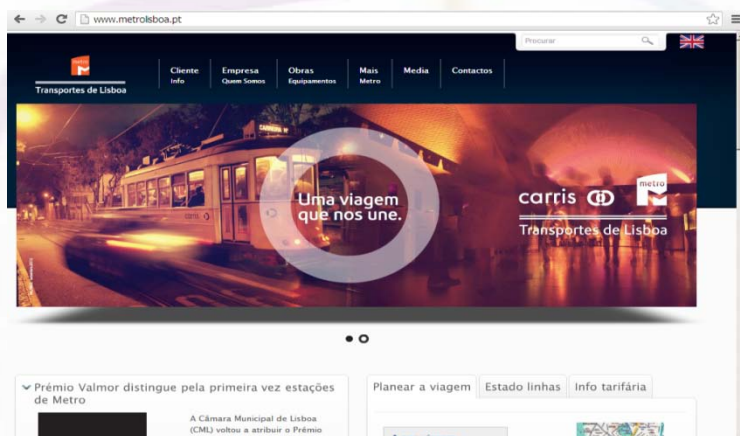 www.metrolisboa.pt
Procurar
metro
Transportes de Lisboa
Cliente
Info
Empresa
Quem Somos
Obras
Equipamentos
Mais
Metro
Media
Contactos
CARREIRA
Uma viagem
que nos une.
carris
metro
Transportes de Lisboa
Prémio Valmor distingue pela primeira vez estações
de Metro
A Câmara Municipal de Lisboa
(CML) voltou a atribuir o Prémio
Planear a viagem
Estado linhas
Info tarifária